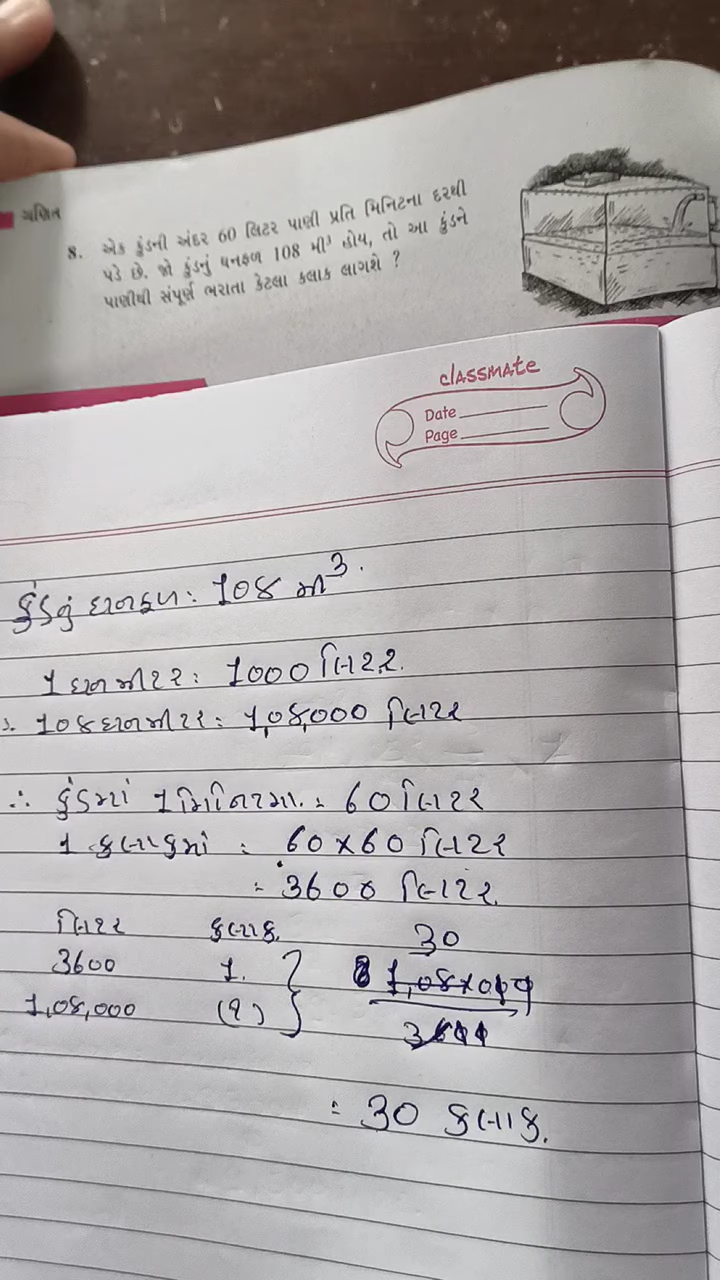 ગણિત
8. એક કુંડની અંદર 60 લિટર પાણી પ્રતિ મિનિટના દરથી
પડે છે. જો કુંડનું ઘનફળ 108 મી³ હોય, તો આ કુંડને
પાણીથી સંપૂર્ણ ભરાતા કેટલા કલાક લાગશે ?
classmate
Date
Page
કુંડનું ઘનફળ : 108 મી³.
1 ઘનમીટર : 1000 લિટર.
108 ઘનમીટર : 1,08,000 લિટર
∴ કુંડમાં 1 મિનિટમા : 60 લિટર
1 કલાકમાં : 60 x 60 લિટર
= 3600 લિટર
લિટર કલાક. 30
3600 1.
1,08,000 (?)
= 30 કલાક.